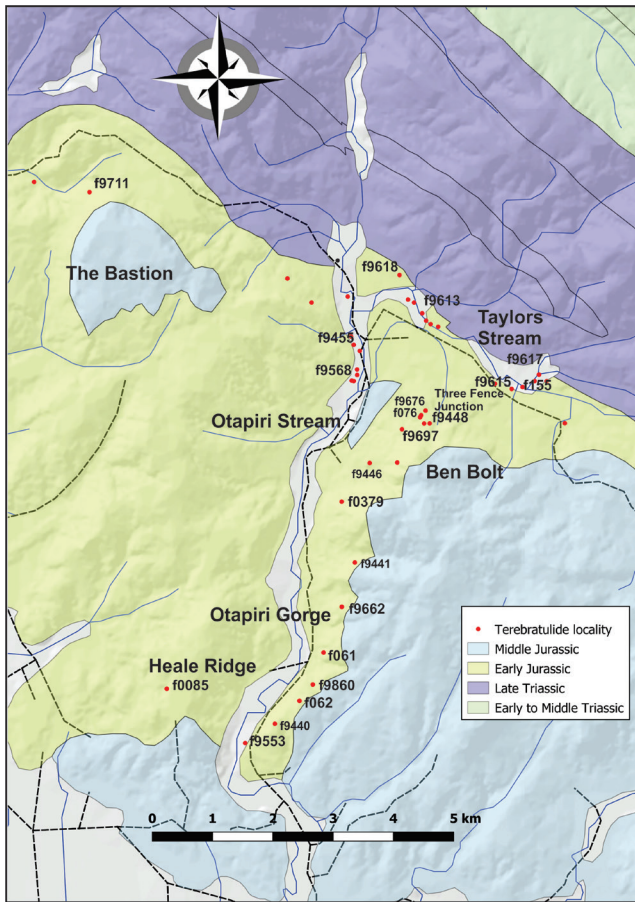 f9711
The Bastion
f9618
f9613
Taylors
Stream
f9455
f9617
f9568
f9615
f155
Three Fence
Junction
f9676
f076
f9448
Otapiri Stream
f9697
f9446
Ben Bolt
f0379
f9441
Otapiri Gorge
f9662
Heale Ridge
f061
f0085
f9860
f062
f9440
f9553
Terebratulide locality
Middle Jurassic
Early Jurassic
Late Triassic
Early to Middle Triassic
0 1 2 3 4 5 km